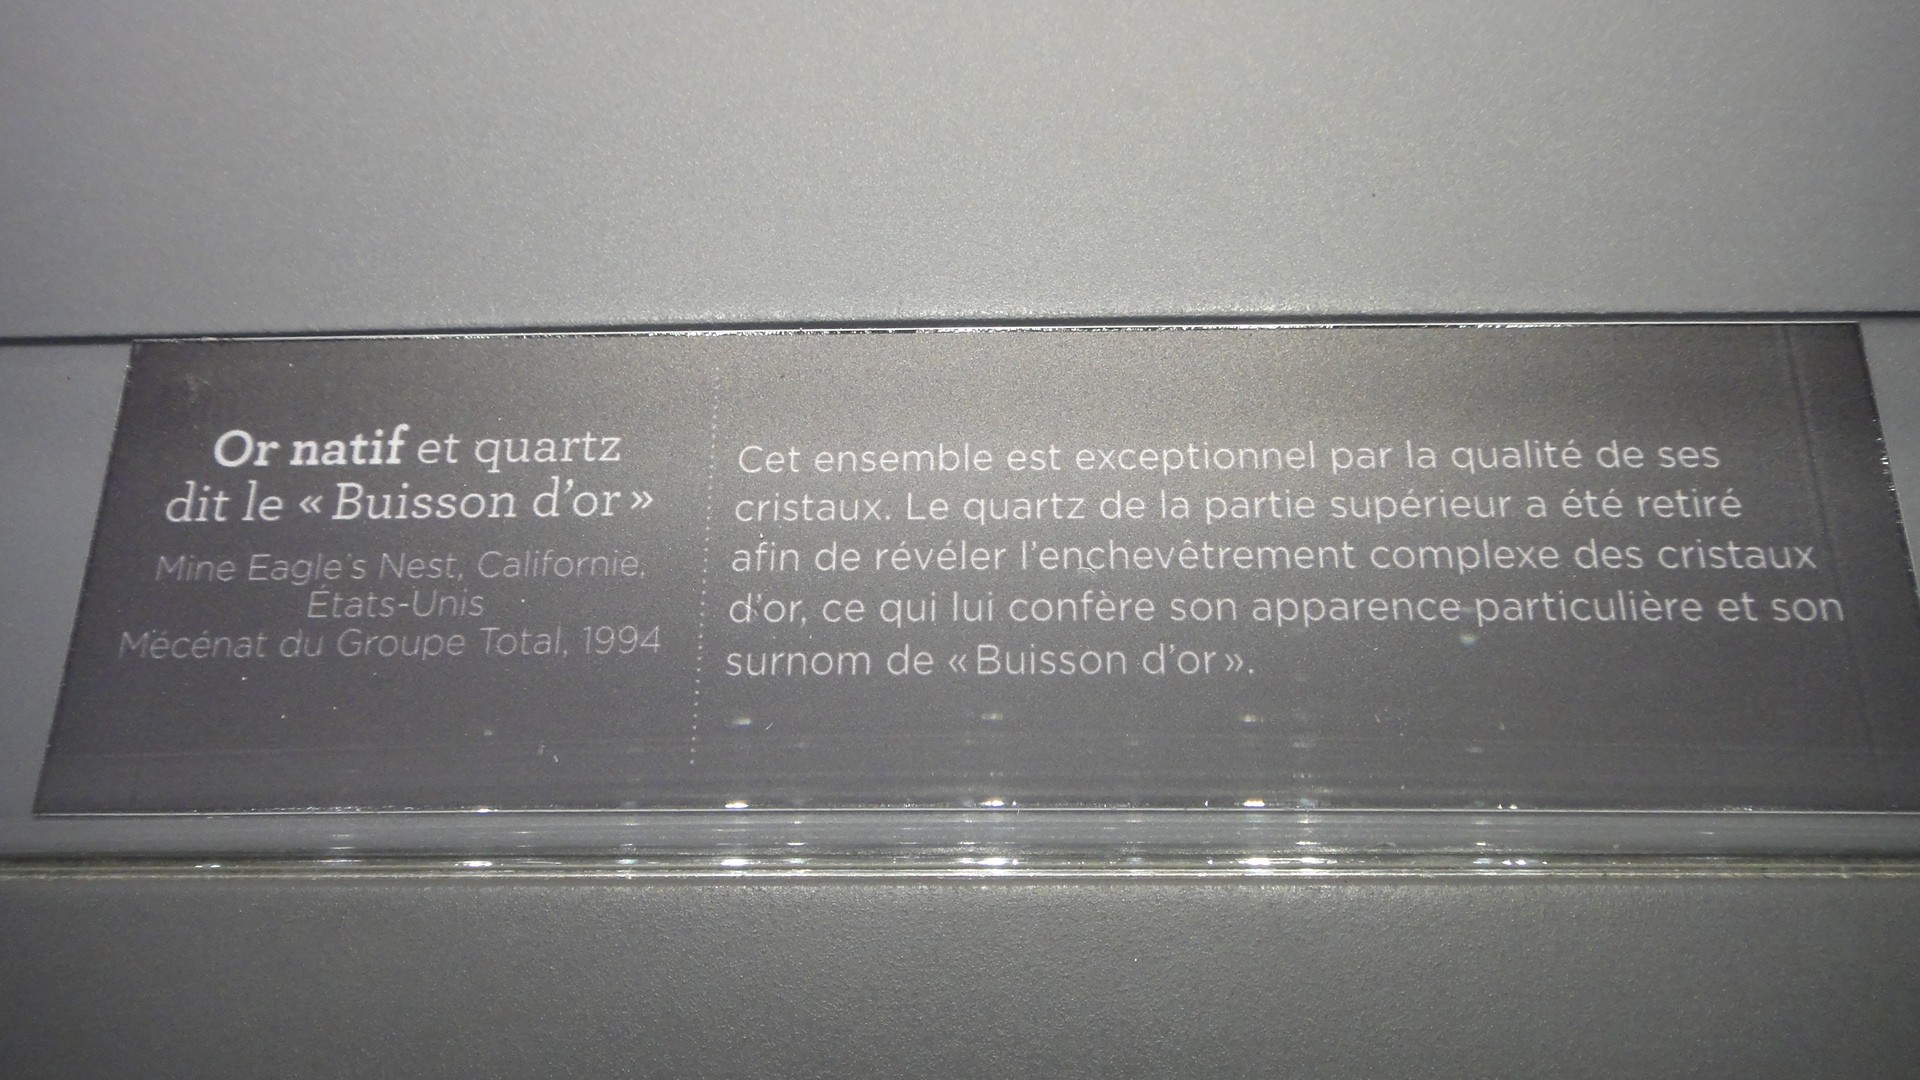 Or natif et quartz
dit le « Buisson d'or »
Mine Eagle's Nest, Californie,
États-Unis
Mécénat du Groupe Total, 1994
Cet ensemble est exceptionnel par la qualité de ses
cristaux. Le quartz de la partie supérieur a été retiré
afin de révéler l'enchevêtrement complexe des cristaux
d'or, ce qui lui confère son apparence particulière et son
surnom de « Buisson d'or ».